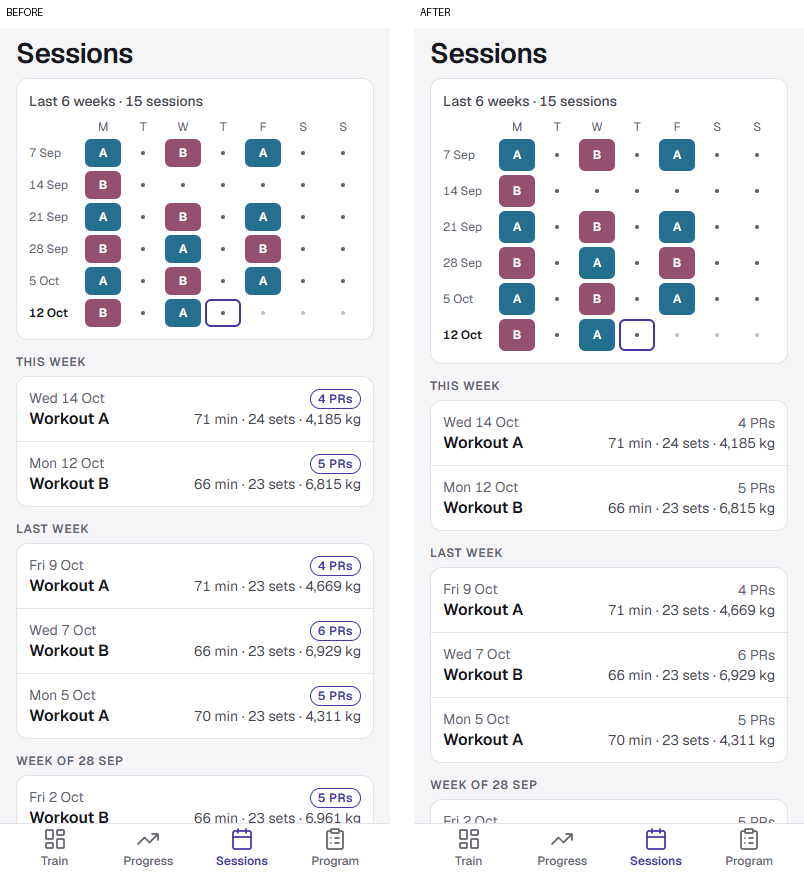 BEFORE
Sessions
Last 6 weeks · 15 sessions
M T W T F S S
7 Sep A B A
14 Sep B
21 Sep A B A
28 Sep B A B
5 Oct A B A
12 Oct B A
THIS WEEK
Wed 14 Oct 4 PRs
Workout A 71 min · 24 sets · 4,185 kg
Mon 12 Oct 5 PRs
Workout B 66 min · 23 sets · 6,815 kg
LAST WEEK
Fri 9 Oct 4 PRs
Workout A 71 min · 23 sets · 4,669 kg
Wed 7 Oct 6 PRs
Workout B 66 min · 23 sets · 6,929 kg
Mon 5 Oct 5 PRs
Workout A 70 min · 23 sets · 4,311 kg
WEEK OF 28 SEP
Fri 2 Oct 5 PRs
Workout B 66 min · 23 sets · 6,961 kg
Train Progress Sessions Program
AFTER
Sessions
Last 6 weeks · 15 sessions
M T W T F S S
7 Sep A B A
14 Sep B
21 Sep A B A
28 Sep B A B
5 Oct A B A
12 Oct B A
THIS WEEK
Wed 14 Oct 4 PRs
Workout A 71 min · 24 sets · 4,185 kg
Mon 12 Oct 5 PRs
Workout B 66 min · 23 sets · 6,815 kg
LAST WEEK
Fri 9 Oct 4 PRs
Workout A 71 min · 23 sets · 4,669 kg
Wed 7 Oct 6 PRs
Workout B 66 min · 23 sets · 6,929 kg
Mon 5 Oct 5 PRs
Workout A 70 min · 23 sets · 4,311 kg
WEEK OF 28 SEP
Fri 2 Oct 5 PRs
Train Progress Sessions Program